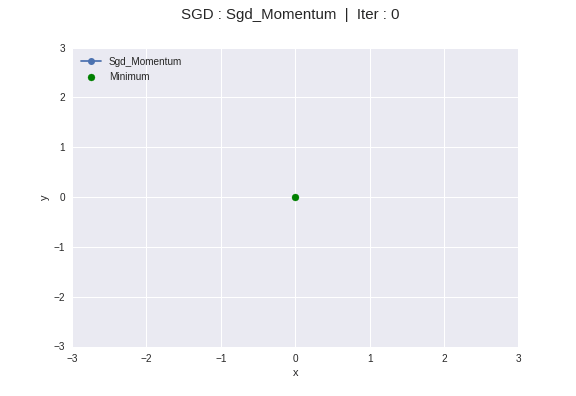 SGD : Sgd_Momentum | Iter : 0
Sgd_Momentum
Minimum
3
2
1
0
−1
−2
−3
y
−3 −2 −1 0 1 2 3
x